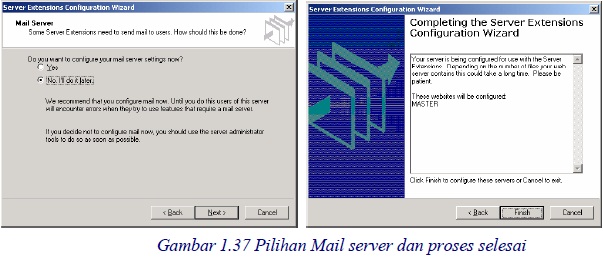 Server Extensions Configuration Wizard
Mail Server
Some Server Extensions need to send mail to users. How should this be done?
Do you want to configure your mail server settings now?
Yes
No, I'll do it later.
We recommend that you configure mail now. Until you do this users of this server
will encounter errors when they try to use features that require a mail server.
If you decide not to configure mail now, you should use the server administrator
tools to do so as soon as possible.
< Back Next > Cancel
Server Extensions Configuration Wizard
Completing the Server Extensions
Configuration Wizard
Your server is being configured for use with the Server
Extensions. Depending on the number of files your web
server contains this could take a long time. Please be
patient.
These websites will be configured:
MASTER
Click Finish to configure these servers or Cancel to exit.
< Back Finish Cancel
Gambar 1.37 Pilihan Mail server dan proses selesai